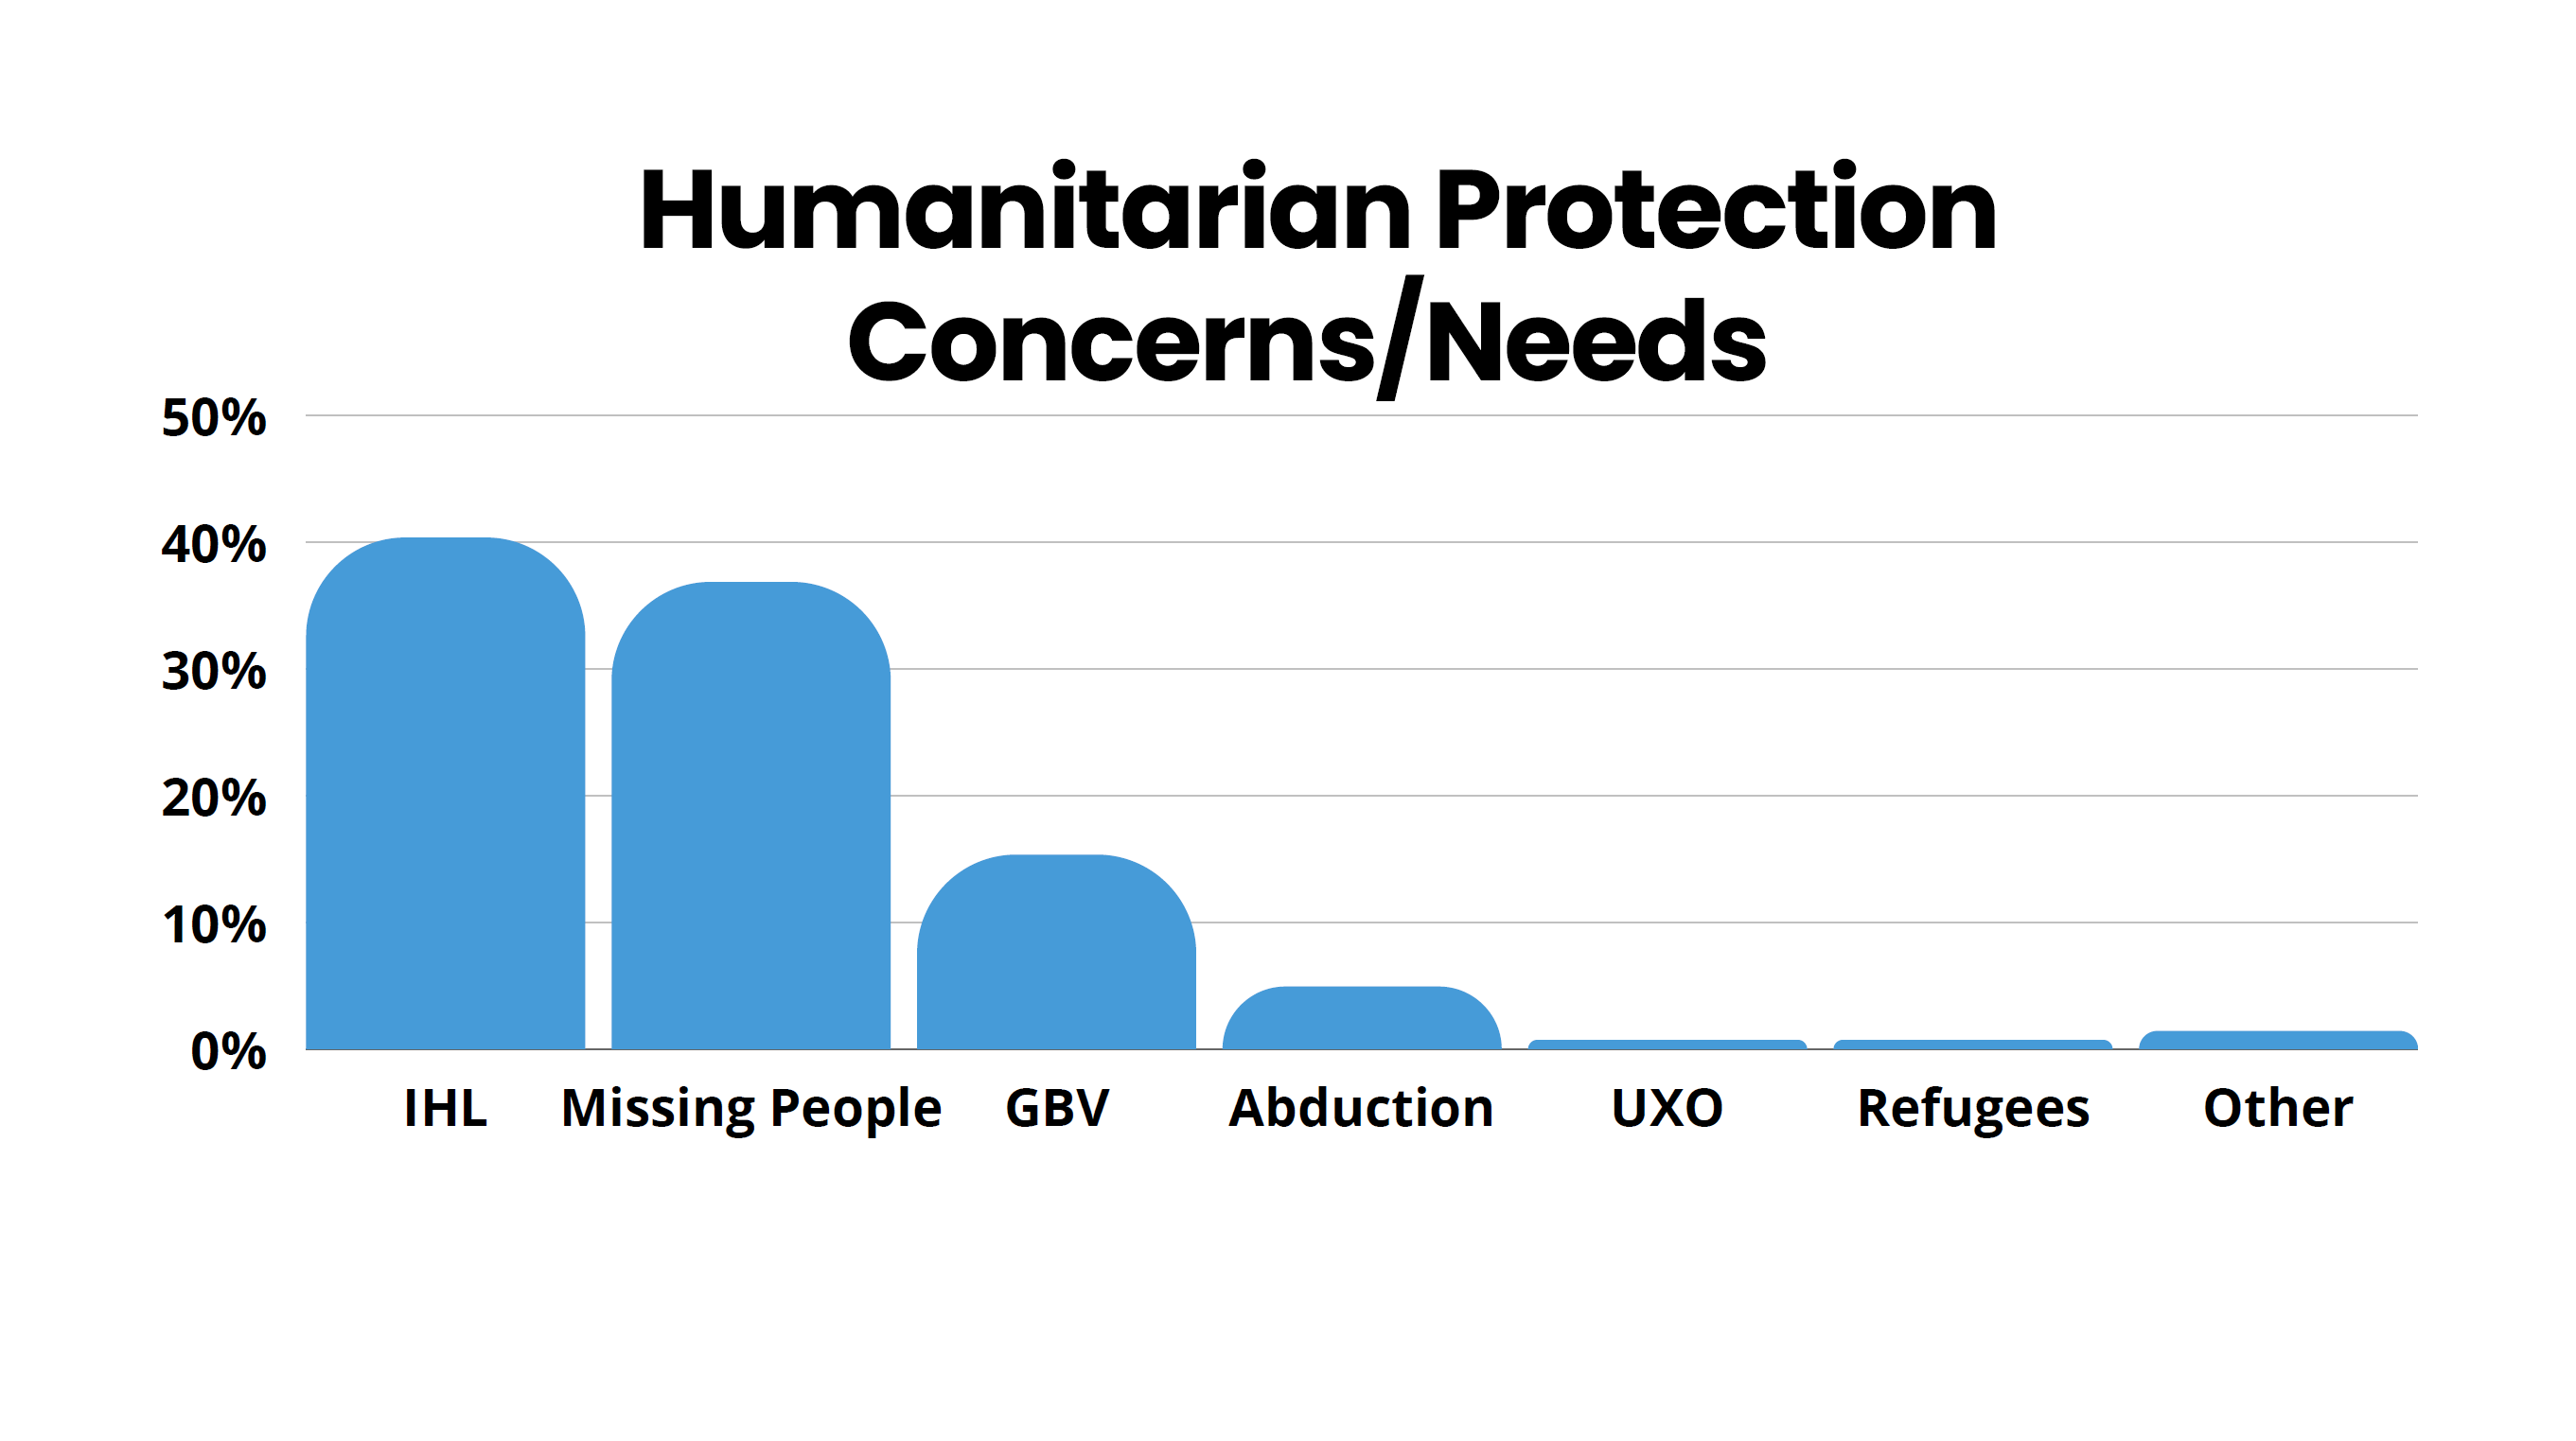 Humanitarian Protection
Concerns/Needs
50%
40%
30%
20%
10%
0%
IHL
Missing People
GBV
Abduction
UXO
Refugees
Other